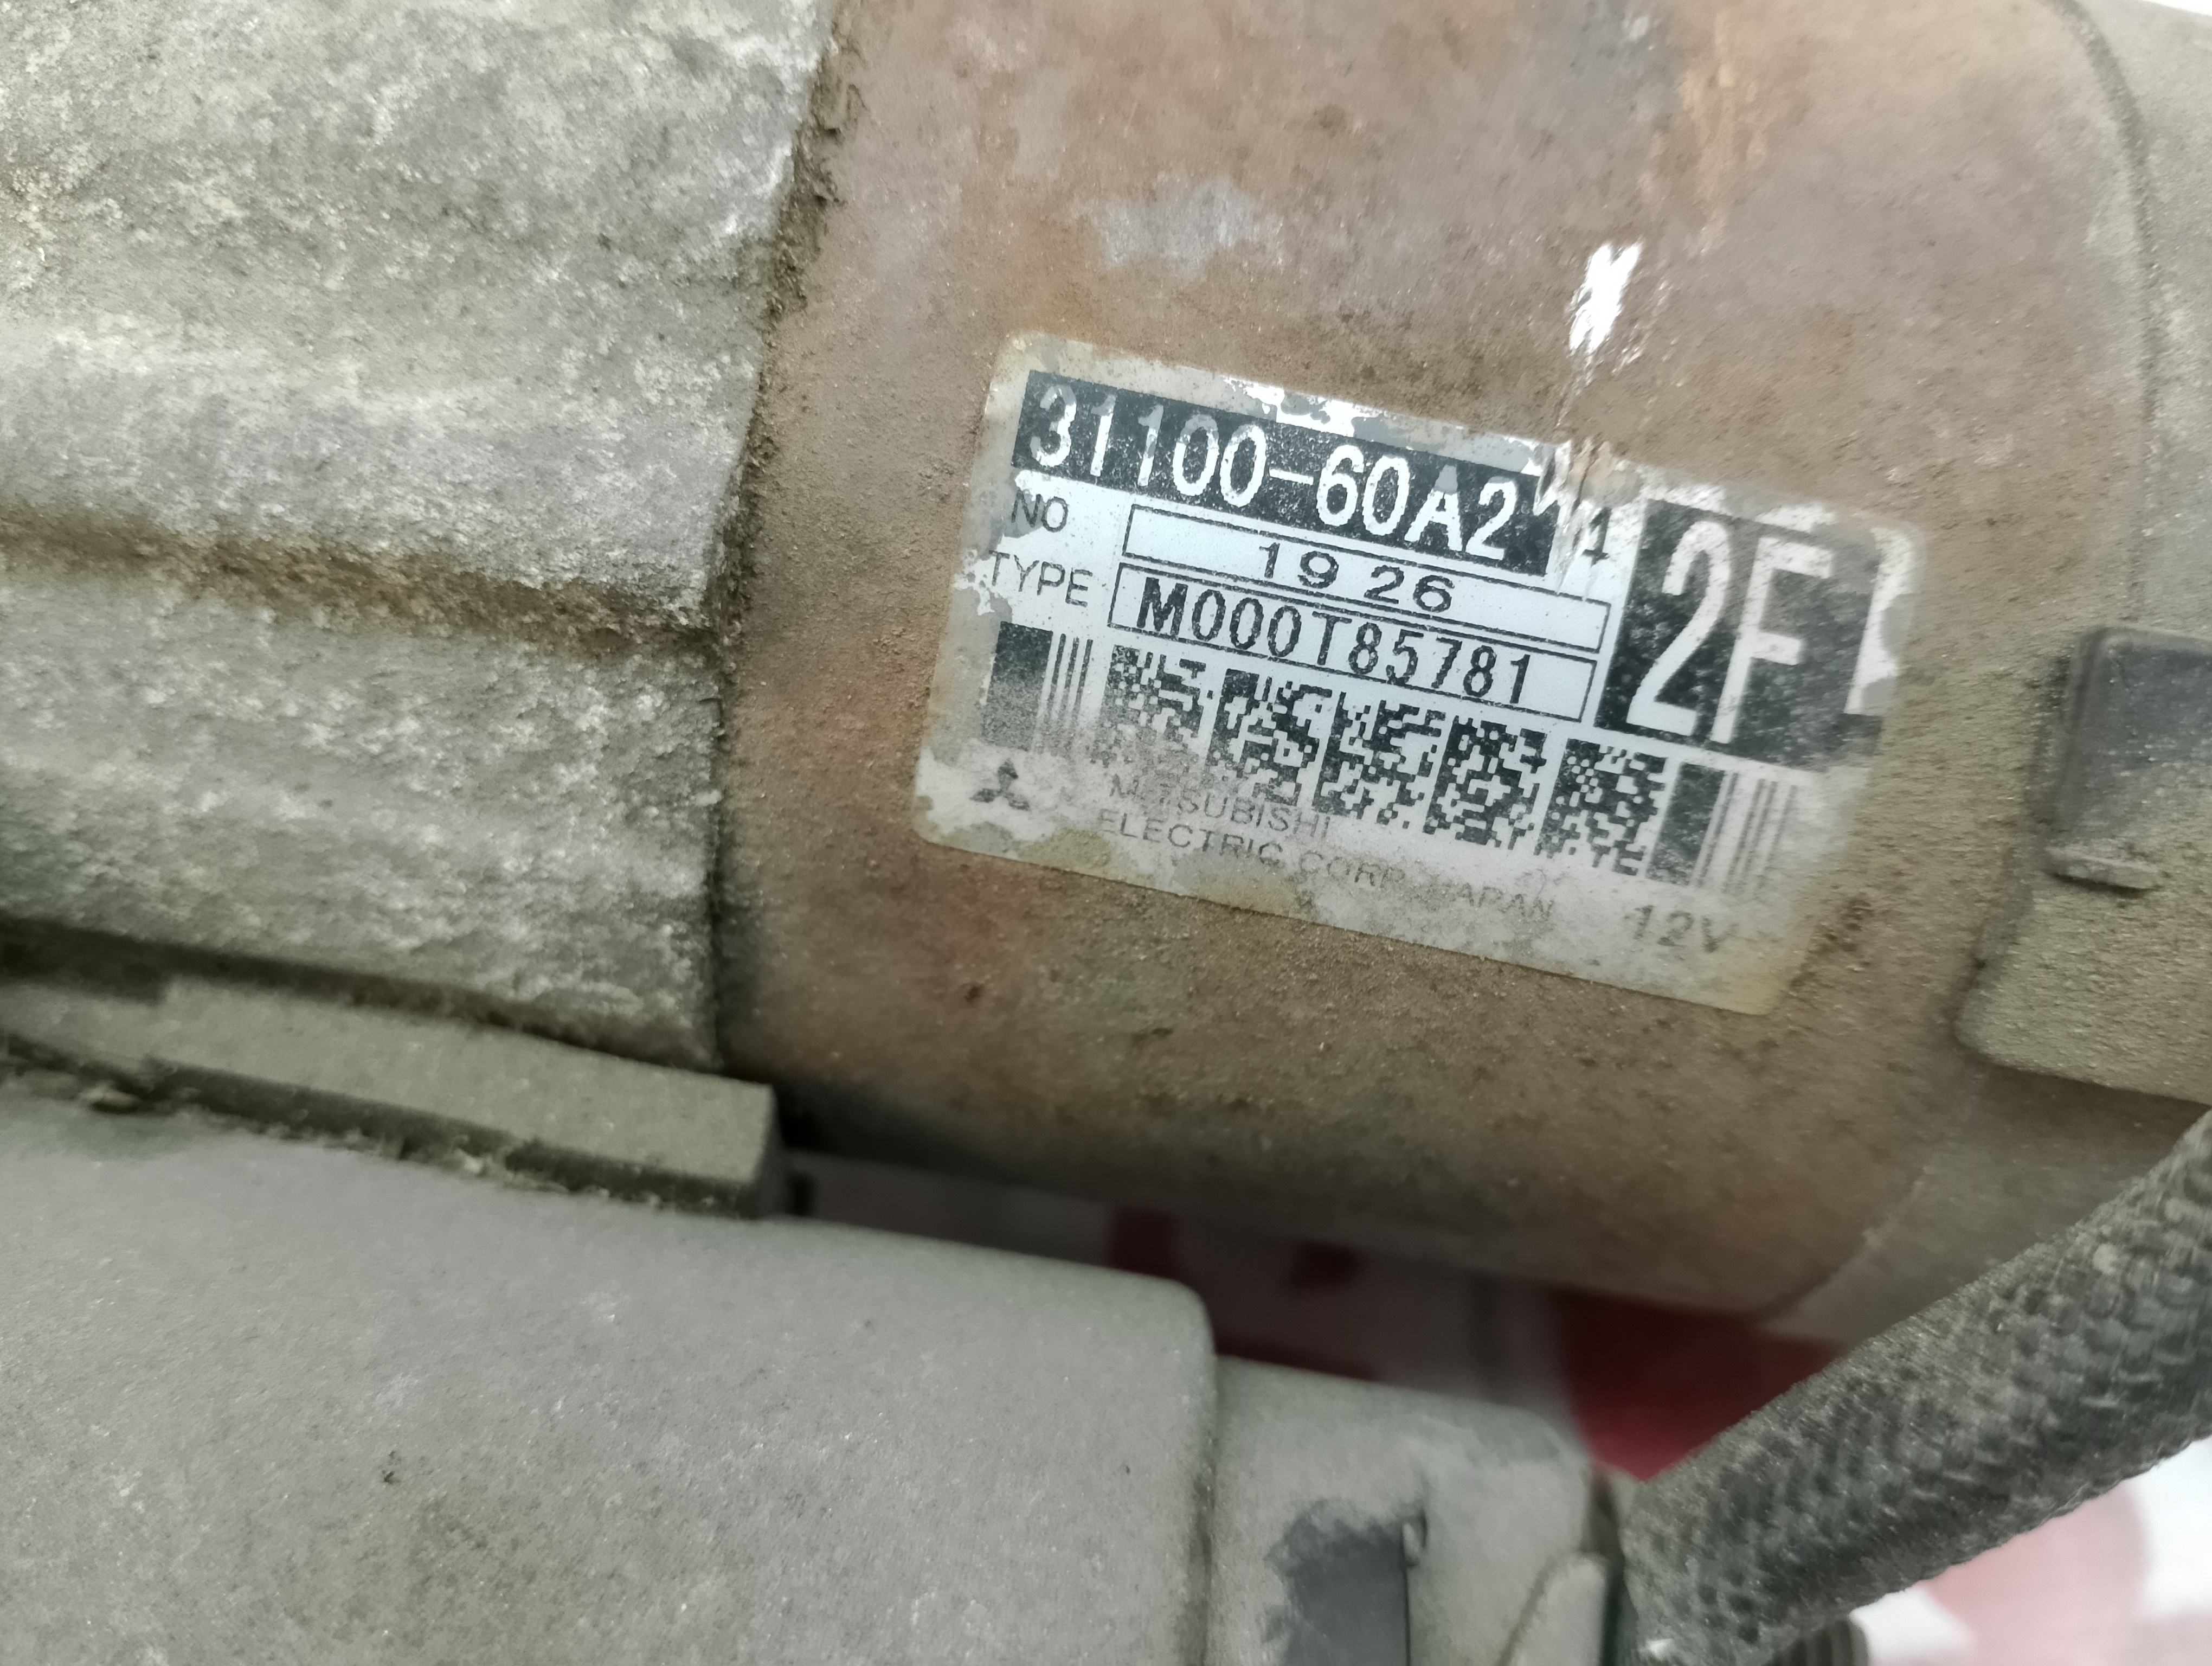 31100-60A2
2F
NO 1926
TYPE M000T85781
MITSUBISHI
ELECTRIC CORP. JAPAN 12V